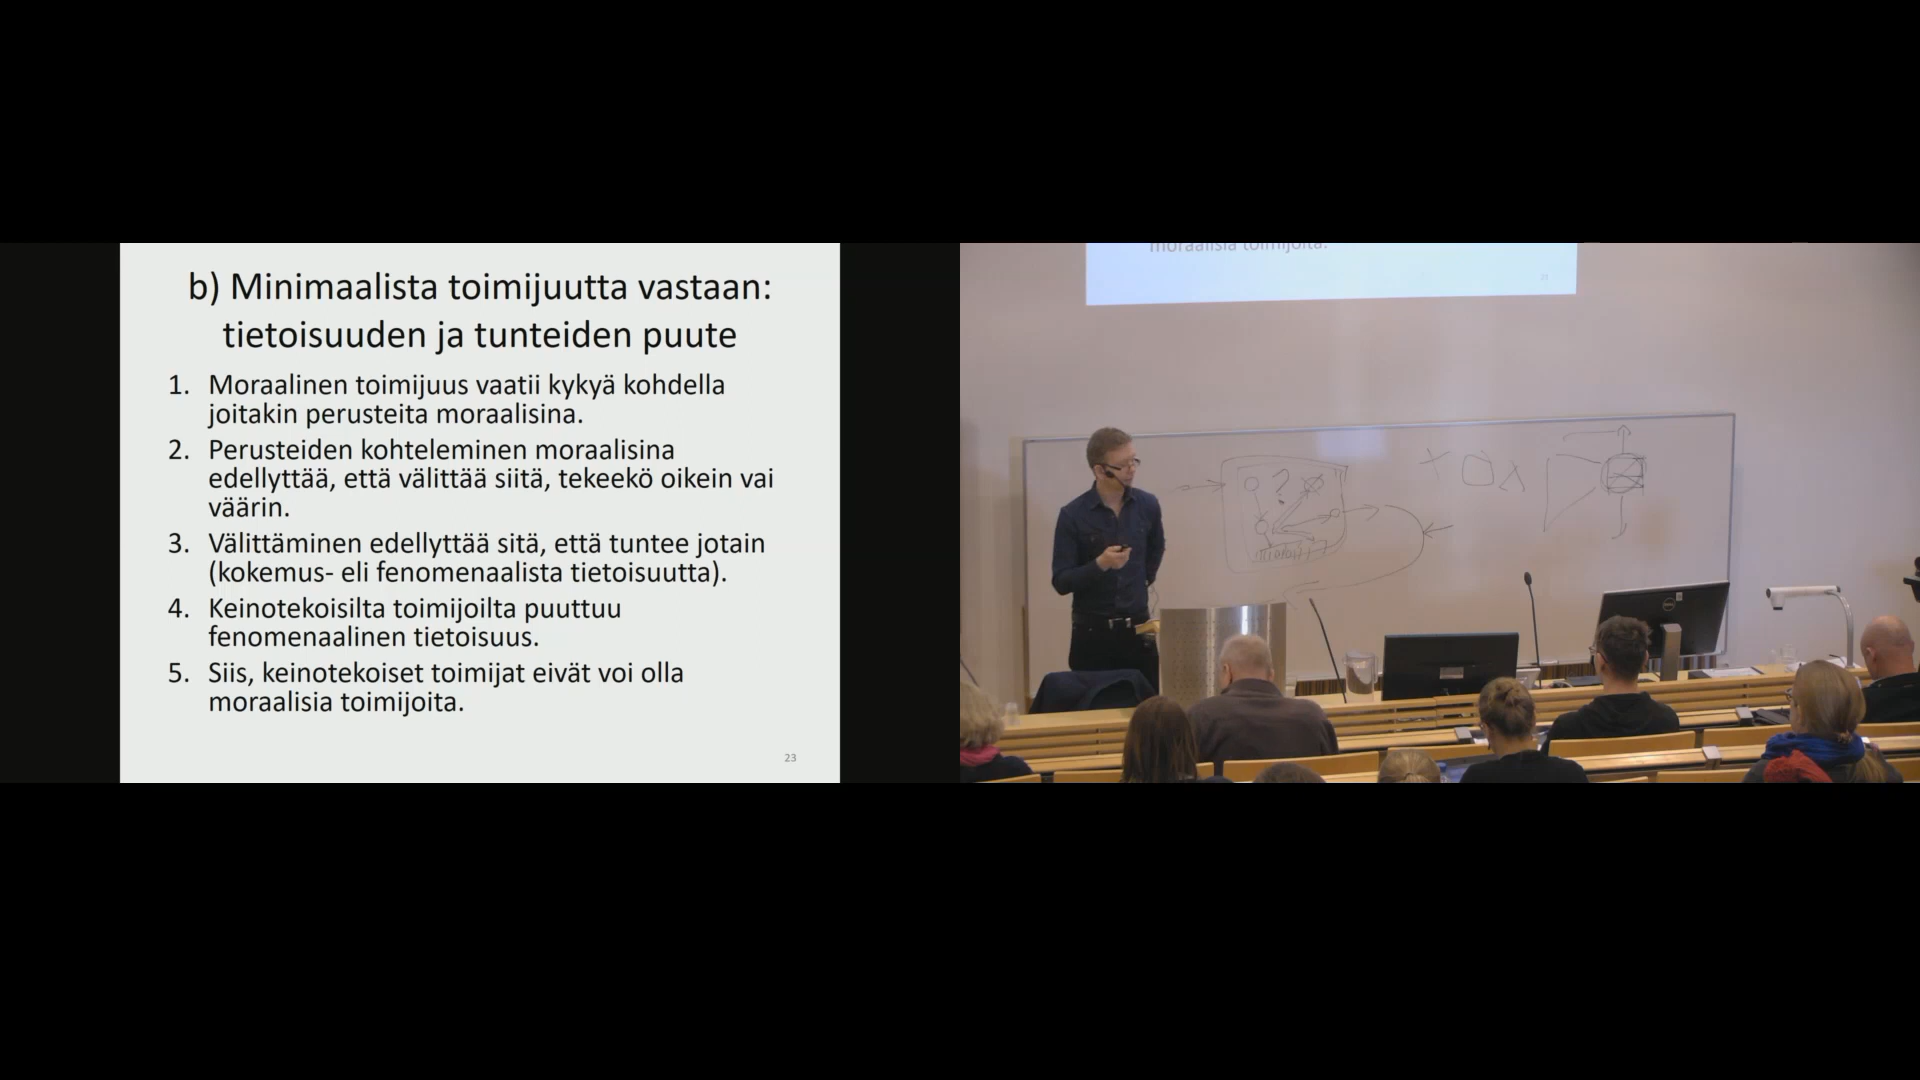 b) Minimaalista toimijuutta vastaan:
tietoisuuden ja tunteiden puute
1. Moraalinen toimijuus vaatii kykyä kohdella
joitakin perusteita moraalisina.
2. Perusteiden kohteleminen moraalisina
edellyttää, että välittää siitä, tekeekö oikein vai
väärin.
3. Välittäminen edellyttää sitä, että tuntee jotain
(kokemus- eli fenomenaalista tietoisuutta).
4. Keinotekoisilta toimijoilta puuttuu
fenomenaalinen tietoisuus.
5. Siis, keinotekoiset toimijat eivät voi olla
moraalisia toimijoita.
23
moraalisia toimijoita.
21
?